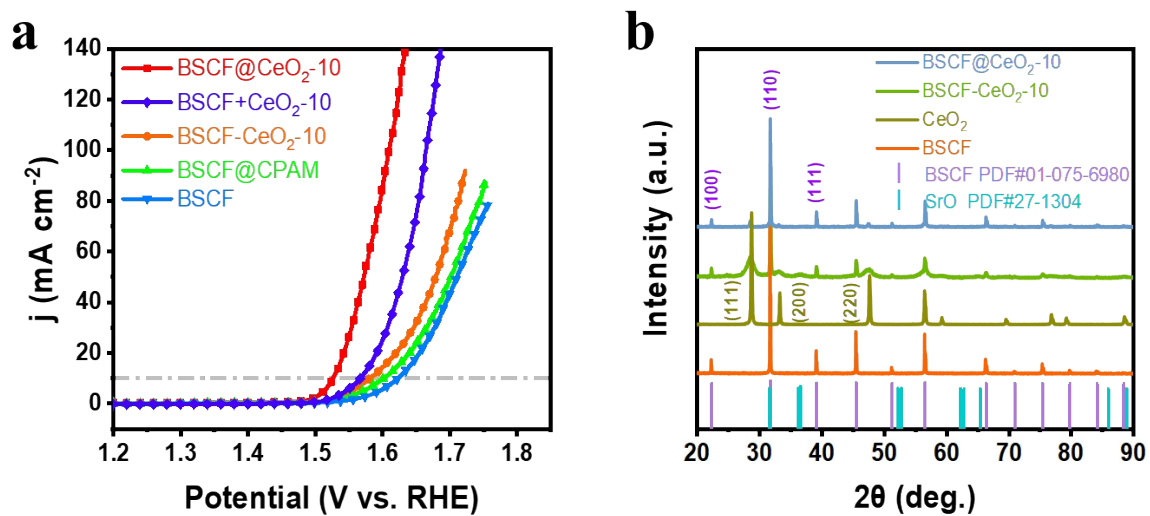 a
140
120
100
80
60
40
20
0
j (mA cm⁻²)
1.2
1.3
1.4
1.5
1.6
1.7
1.8
Potential (V vs. RHE)
BSCF@CeO₂-10
BSCF+CeO₂-10
BSCF-CeO₂-10
BSCF@CPAM
BSCF
b
Intensity (a.u.)
BSCF@CeO₂-10
BSCF-CeO₂-10
CeO₂
BSCF
BSCF PDF#01-075-6980
SrO PDF#27-1304
(100)
(110)
(111)
(111)
(200)
(220)
20
30
40
50
60
70
80
90
2θ (deg.)